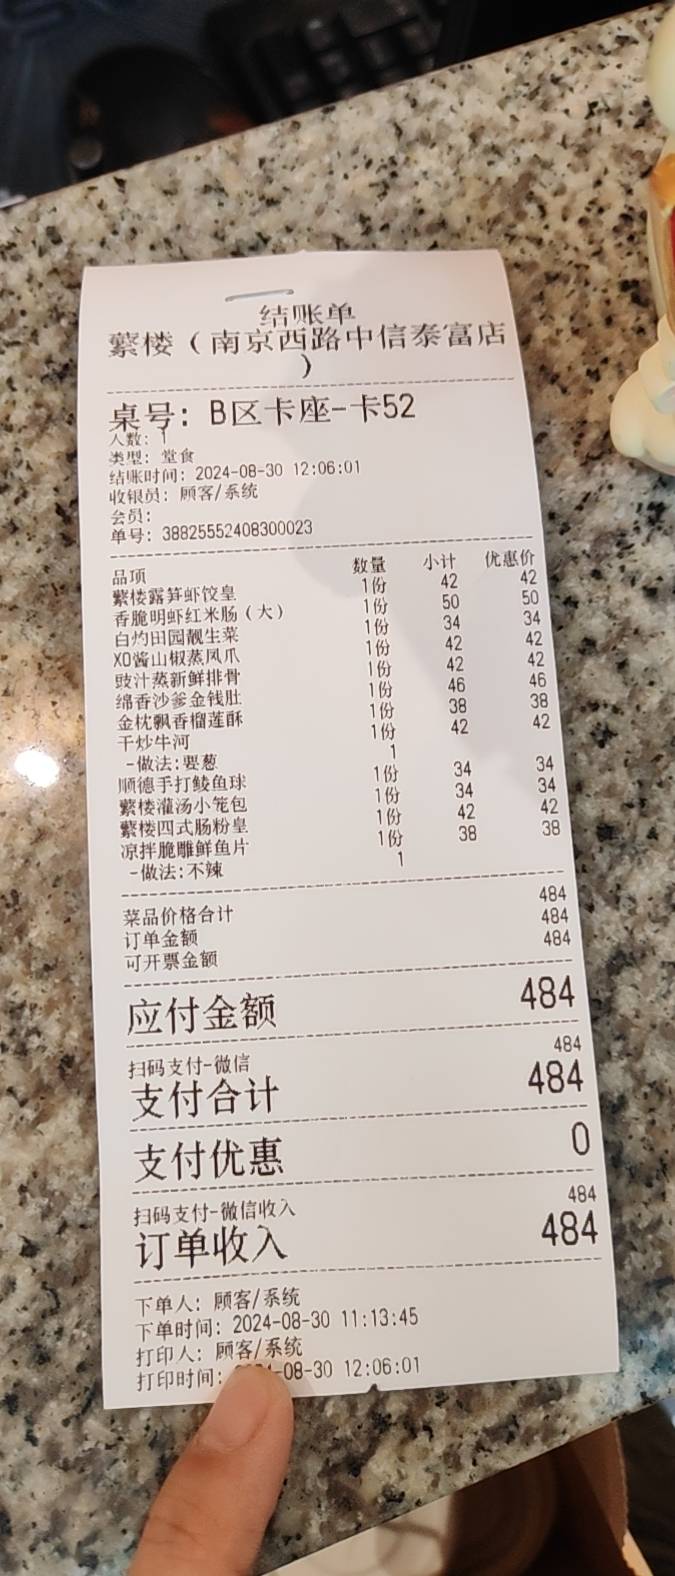 结账单
蘩楼（南京西路中信泰富店
）
桌号: B区卡座-卡52
人数: 1
类型: 堂食
结账时间: 2024-08-30 12:06:01
收银员: 顾客/系统
会员:
单号: 38825552408300023
品项 数量 小计 优惠价
蘩楼露笋虾饺皇 1份 42 42
香脆明虾红米肠(大) 1份 50 50
白灼田园靓生菜 1份 34 34
XO酱山椒蒸凤爪 1份 42 42
豉汁蒸新鲜排骨 1份 42 42
绵香沙爹金钱肚 1份 46 46
金枕飘香榴莲酥 1份 38 38
干炒牛河 1份 42 42
-做法:要葱 1
顺德手打鲮鱼球 1份 34 34
蘩楼灌汤小笼包 1份 34 34
蘩楼四式肠粉皇 1份 42 42
凉拌脆雕鲜鱼片 1份 38 38
-做法:不辣 1
菜品价格合计 484
订单金额 484
可开票金额 484
应付金额 484
扫码支付-微信 484
支付合计 484
支付优惠 0
扫码支付-微信收入 484
订单收入 484
下单人: 顾客/系统
下单时间: 2024-08-30 11:13:45
打印人: 顾客/系统
打印时间: -08-30 12:06:01